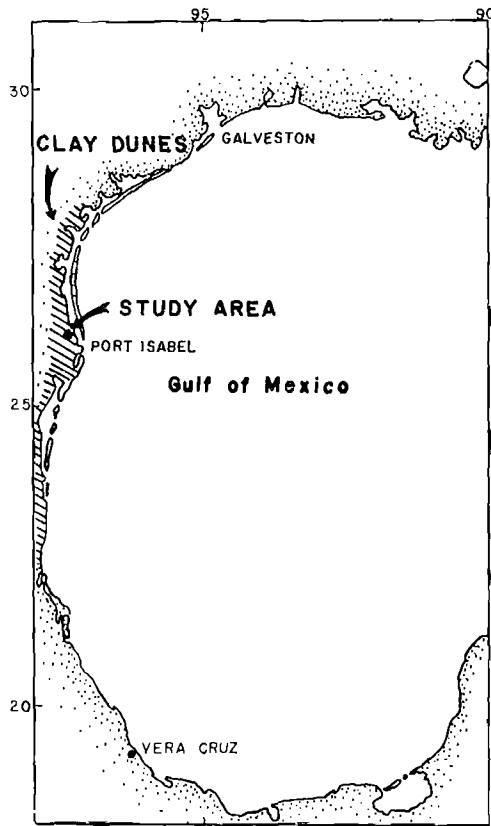 95 90
30
GALVESTON
CLAY DUNES
STUDY AREA
PORT ISABEL
Gulf of Mexico
25
20
VERA CRUZ